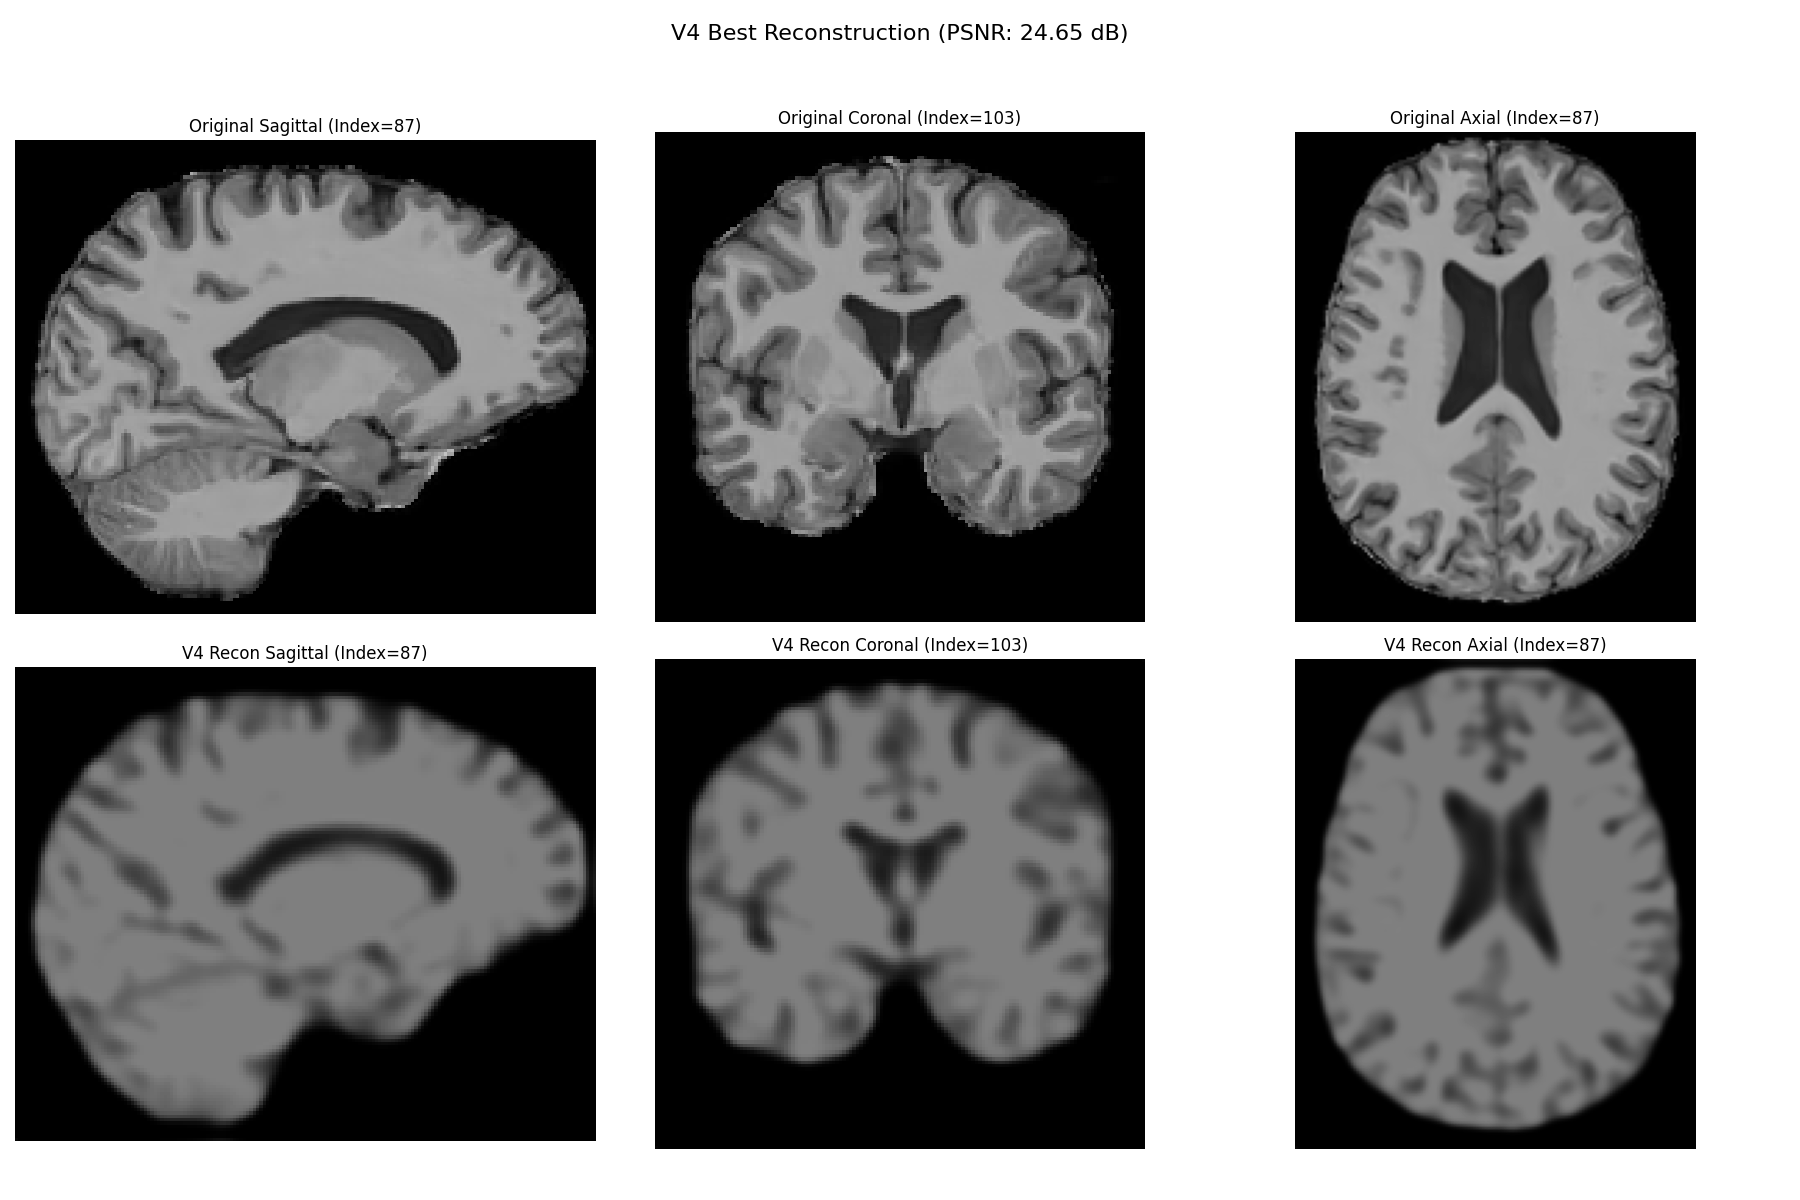 V4 Best Reconstruction (PSNR: 24.65 dB)
Original Sagittal (Index=87)
Original Coronal (Index=103)
Original Axial (Index=87)
V4 Recon Sagittal (Index=87)
V4 Recon Coronal (Index=103)
V4 Recon Axial (Index=87)